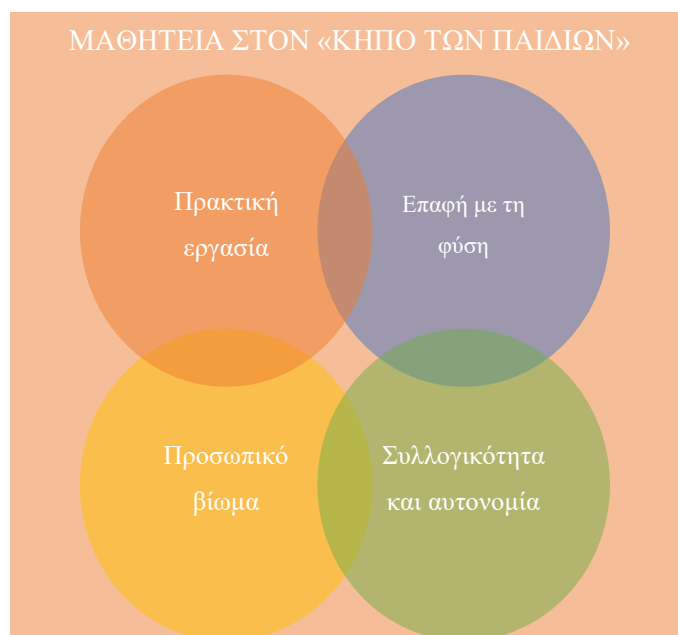 ΜΑΘΗΤΕΙΑ ΣΤΟΝ «ΚΗΠΟ ΤΩΝ ΠΑΙΔΙΩΝ»
Πρακτική
εργασία
Επαφή με τη
φύση
Προσωπικό
βίωμα
Συλλογικότητα
και αυτονομία